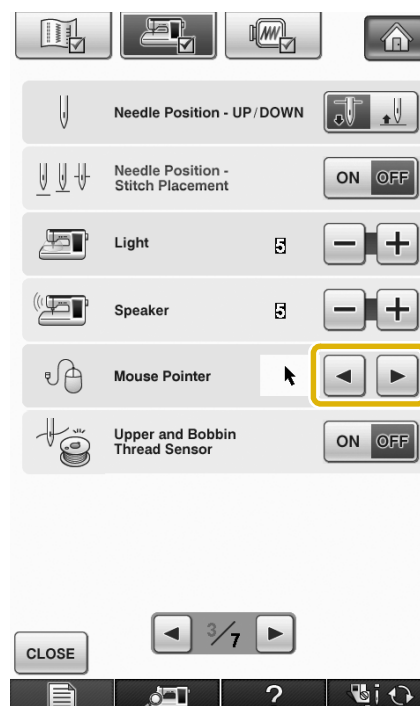 Needle Position - UP/DOWN
Needle Position -
Stitch Placement
ON OFF
Light 5
Speaker 5
Mouse Pointer
Upper and Bobbin
Thread Sensor
ON OFF
CLOSE
3/7
?
i